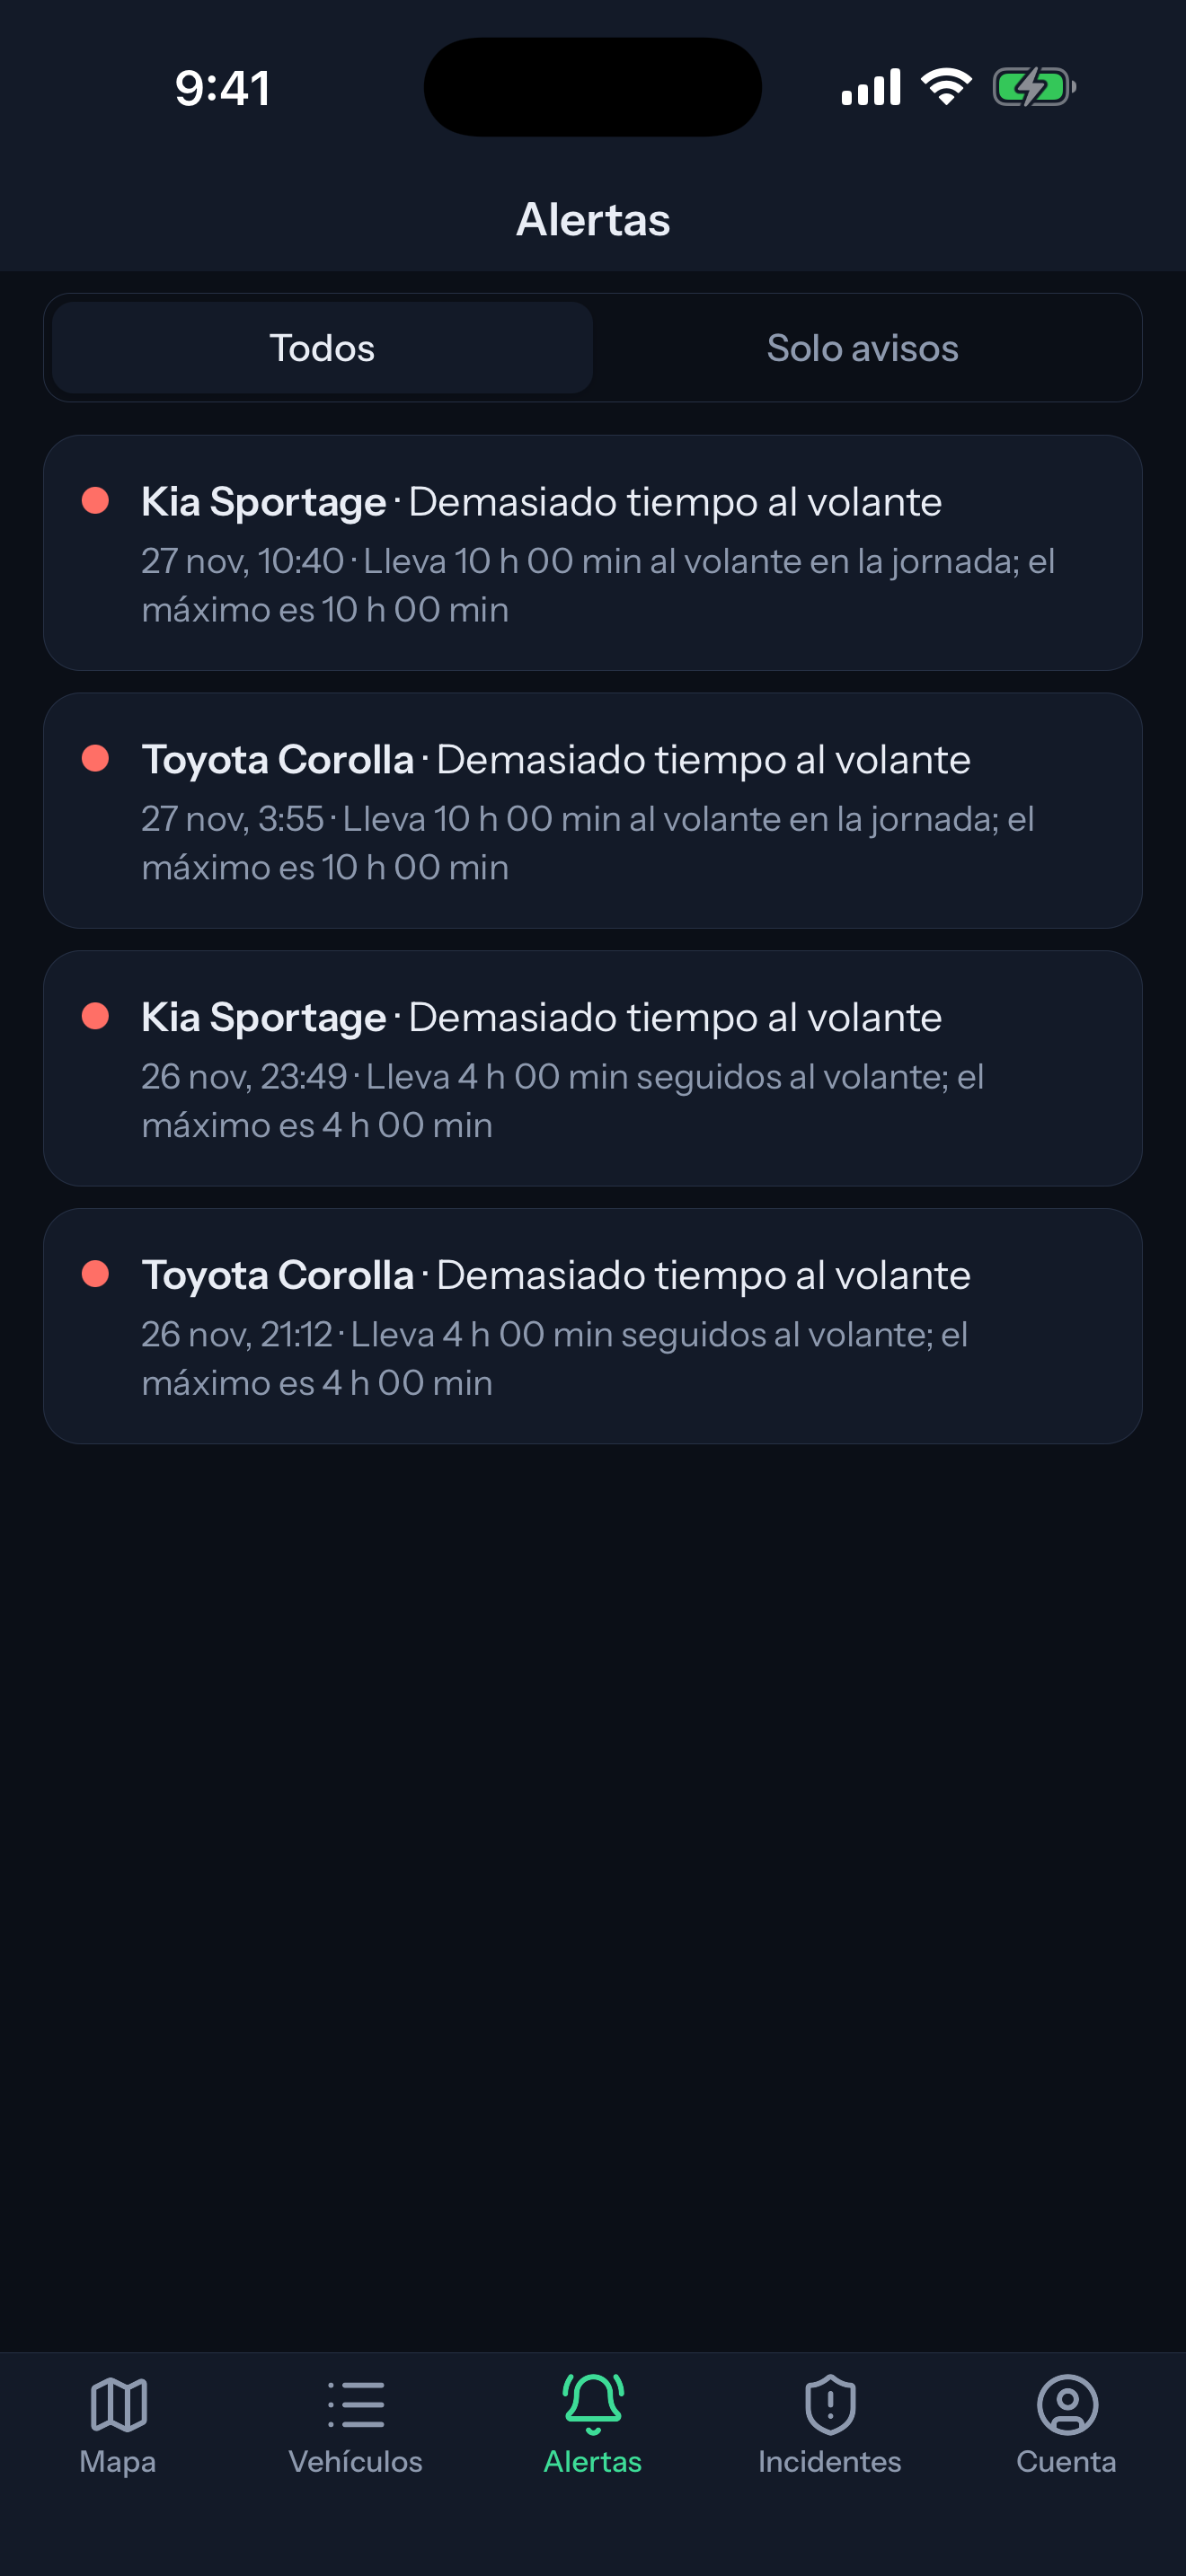 9:41
Alertas
Todos
Solo avisos
Kia Sportage · Demasiado tiempo al volante
27 nov, 10:40 · Lleva 10 h 00 min al volante en la jornada; el
máximo es 10 h 00 min
Toyota Corolla · Demasiado tiempo al volante
27 nov, 3:55 · Lleva 10 h 00 min al volante en la jornada; el
máximo es 10 h 00 min
Kia Sportage · Demasiado tiempo al volante
26 nov, 23:49 · Lleva 4 h 00 min seguidos al volante; el
máximo es 4 h 00 min
Toyota Corolla · Demasiado tiempo al volante
26 nov, 21:12 · Lleva 4 h 00 min seguidos al volante; el
máximo es 4 h 00 min
Mapa
Vehículos
Alertas
Incidentes
Cuenta